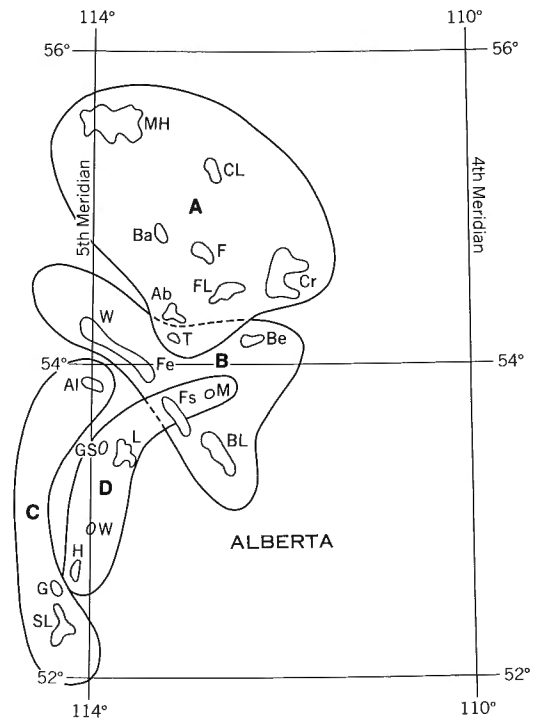 114° 110°
56° 56°
MH
CL
5th Meridian
4th Meridian
A
Ba
F
FL
Cr
Ab
W
T
Be
54° Fe B 54°
Al
Fs M
GS L BL
D
C
W
ALBERTA
H
G
SL
52° 52°
114° 110°